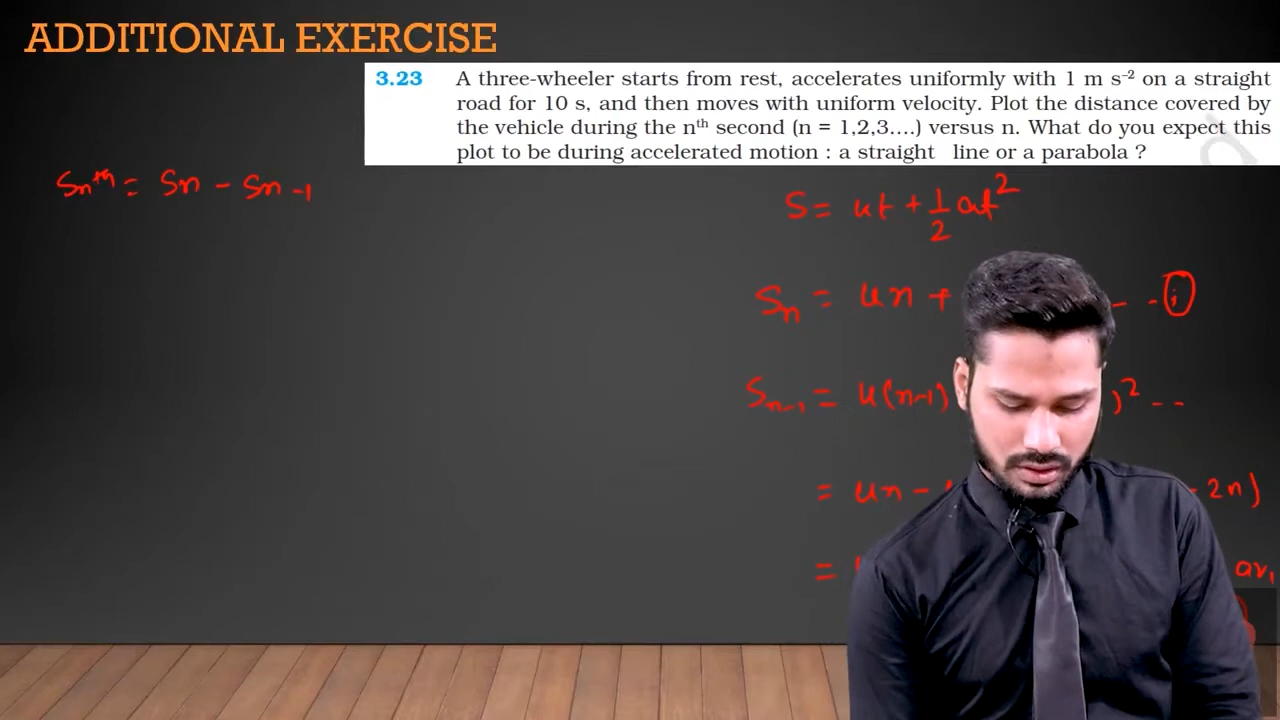 ADDITIONAL EXERCISE
3.23 A three-wheeler starts from rest, accelerates uniformly with 1 m s⁻² on a straight
road for 10 s, and then moves with uniform velocity. Plot the distance covered by
the vehicle during the nᵗʰ second (n = 1,2,3....) versus n. What do you expect this
plot to be during accelerated motion : a straight line or a parabola ?
Snᵗʰ = Sn - Sn-1
S = ut + 1/2 at²
Sn = un + - - i
Sn-1 = u(n-1) )² - -
= un - - 2n)
=